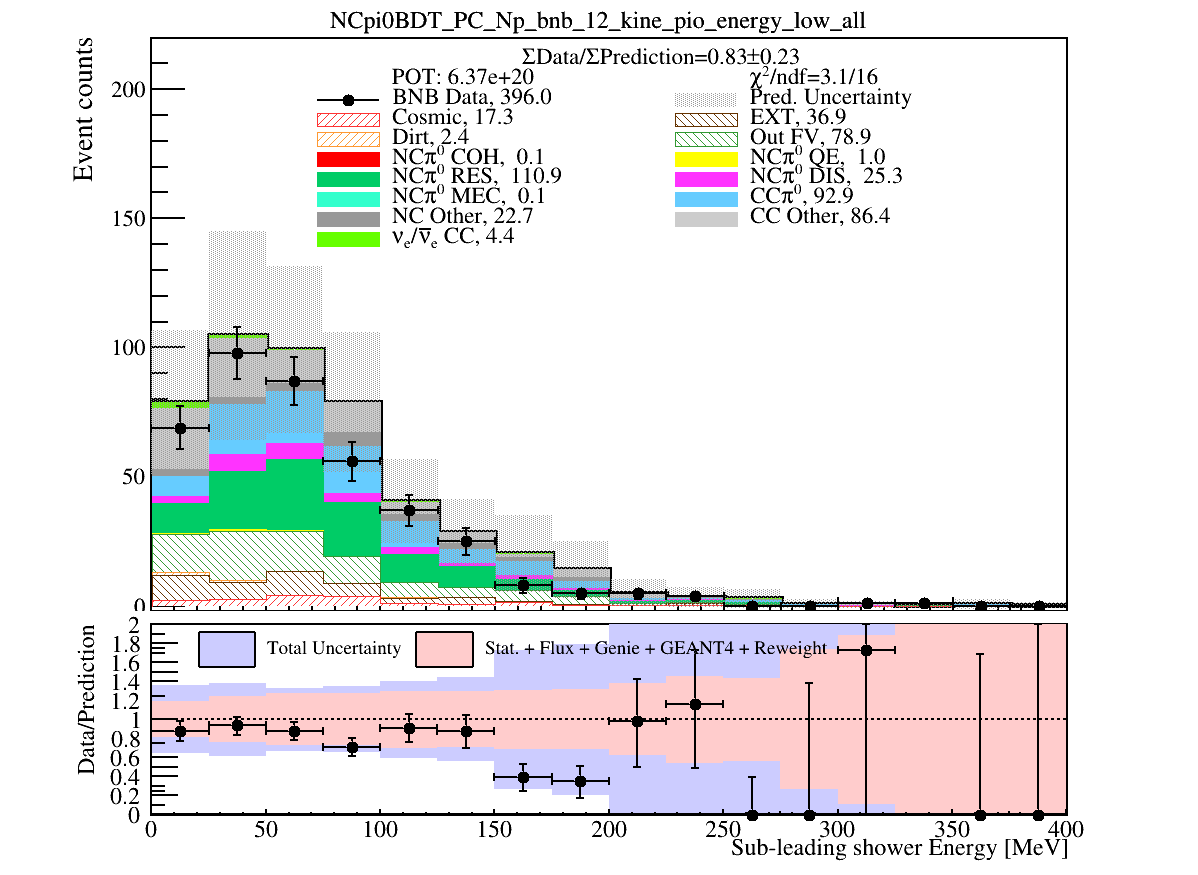 NCpi0BDT_PC_Np_bnb_12_kine_pio_energy_low_all
ΣData/ΣPrediction=0.83±0.23
POT: 6.37e+20
χ²/ndf=3.1/16
BNB Data, 396.0
Pred. Uncertainty
Cosmic, 17.3
EXT, 36.9
Dirt, 2.4
Out FV, 78.9
NCπ⁰ COH, 0.1
NCπ⁰ QE, 1.0
NCπ⁰ RES, 110.9
NCπ⁰ DIS, 25.3
NCπ⁰ MEC, 0.1
CCπ⁰, 92.9
NC Other, 22.7
CC Other, 86.4
νₑ/ν̅ₑ CC, 4.4
Event counts
200
150
100
50
0
Total Uncertainty
Stat. + Flux + Genie + GEANT4 + Reweight
Data/Prediction
2
1.8
1.6
1.4
1.2
1
0.8
0.6
0.4
0.2
0
0 50 100 150 200 250 300 350 400
Sub-leading shower Energy [MeV]